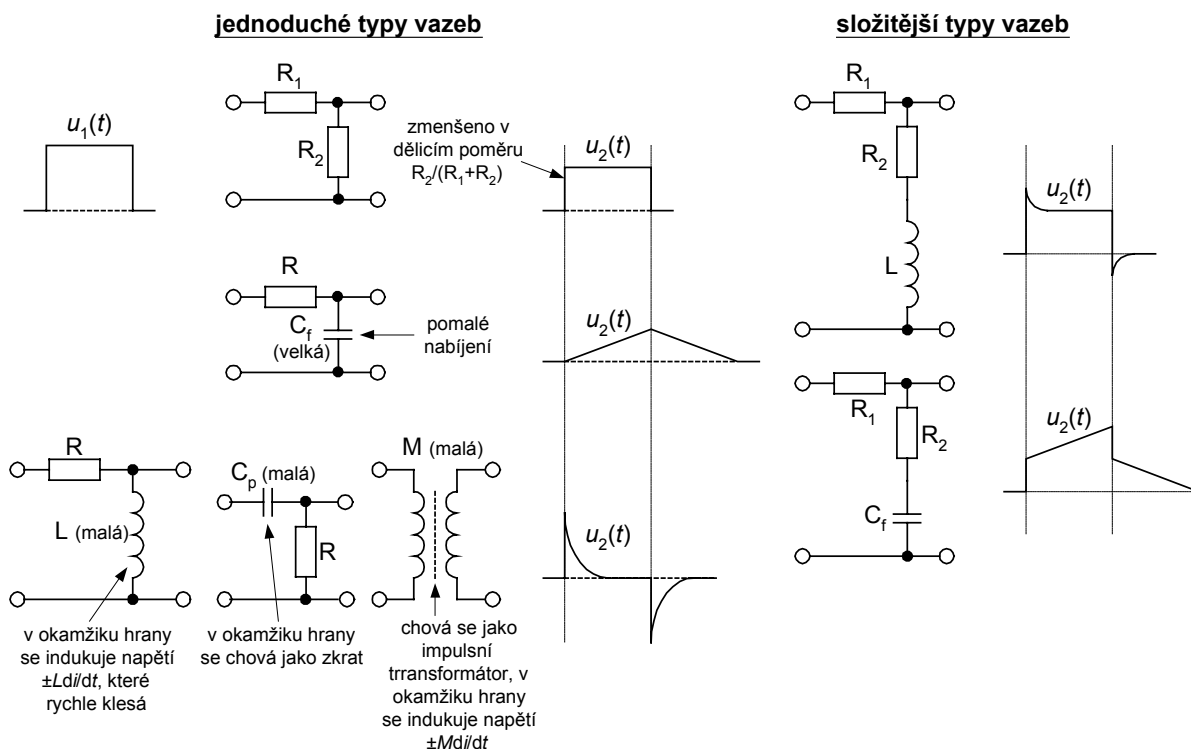 jednoduché typy vazeb
složitější typy vazeb
u1(t)
R1
R2
zmenšeno v
dělicím poměru
R2/(R1+R2)
u2(t)
R1
R2
L
u2(t)
R
Cf
(velká)
pomalé
nabíjení
u2(t)
R1
R2
Cf
u2(t)
R
L (malá)
v okamžiku hrany
se indukuje napětí
±Ldi/dt, které
rychle klesá
Cp (malá)
R
v okamžiku hrany
se chová jako zkrat
M (malá)
chová se jako
impulsní
trransformátor, v
okamžiku hrany
se indukuje napětí
±Mdi/dt
u2(t)